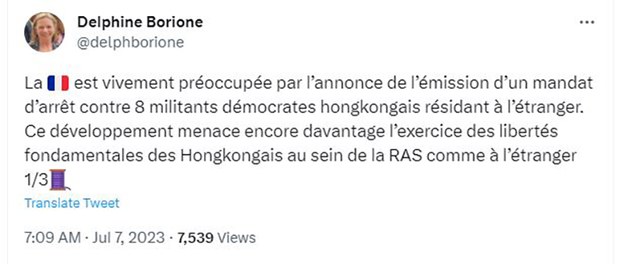 Delphine Borione
@delphborione
La 🇫🇷 est vivement préoccupée par l’annonce de l’émission d’un mandat
d’arrêt contre 8 militants démocrates hongkongais résidant à l’étranger.
Ce développement menace encore davantage l’exercice des libertés
fondamentales des Hongkongais au sein de la RAS comme à l’étranger
1/3🧵
Translate Tweet
7:09 AM · Jul 7, 2023 · 7,539 Views